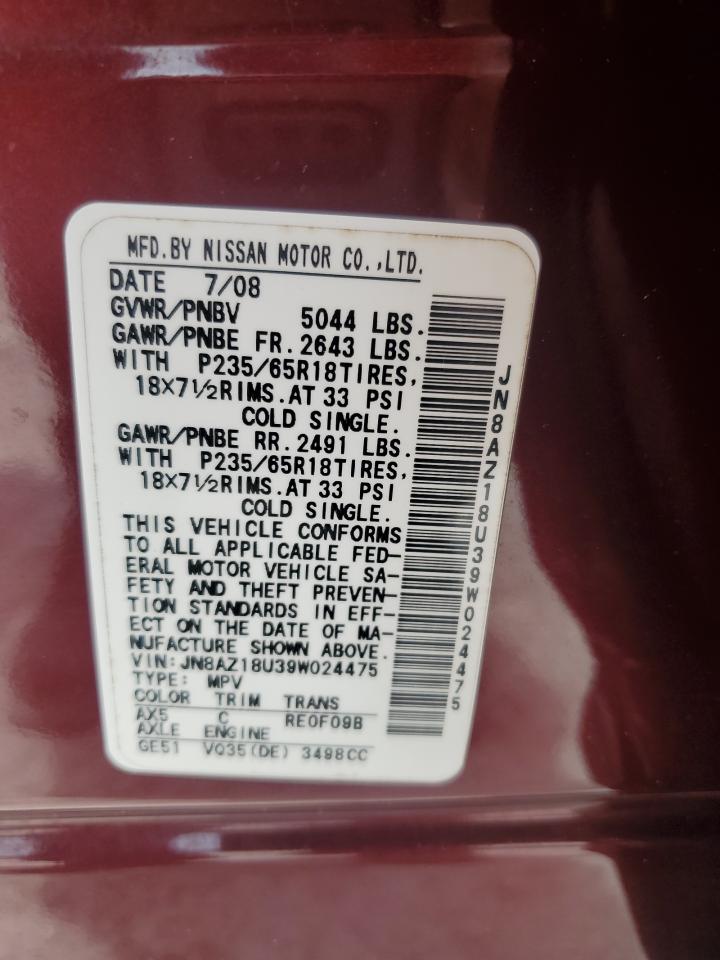 MFD.BY NISSAN MOTOR CO.,LTD.
DATE 7/08
GVWR/PNBV 5044 LBS.
GAWR/PNBE FR.2643 LBS.
WITH P235/65R18TIRES,
18×7½RIMS.AT 33 PSI
COLD SINGLE.
GAWR/PNBE RR.2491 LBS.
WITH P235/65R18TIRES,
18×7½RIMS.AT 33 PSI
COLD SINGLE.
THIS VEHICLE CONFORMS
TO ALL APPLICABLE FED-
ERAL MOTOR VEHICLE SA-
FETY AND THEFT PREVEN-
TION STANDARDS IN EFF-
ECT ON THE DATE OF MA-
NUFACTURE SHOWN ABOVE.
VIN:JN8AZ18U39W024475
TYPE: MPV
COLOR TRIM TRANS
AX5 C RE0F09B
AXLE ENGINE
GE51 VQ35(DE) 3498CC
JN8AZ18U39W024475